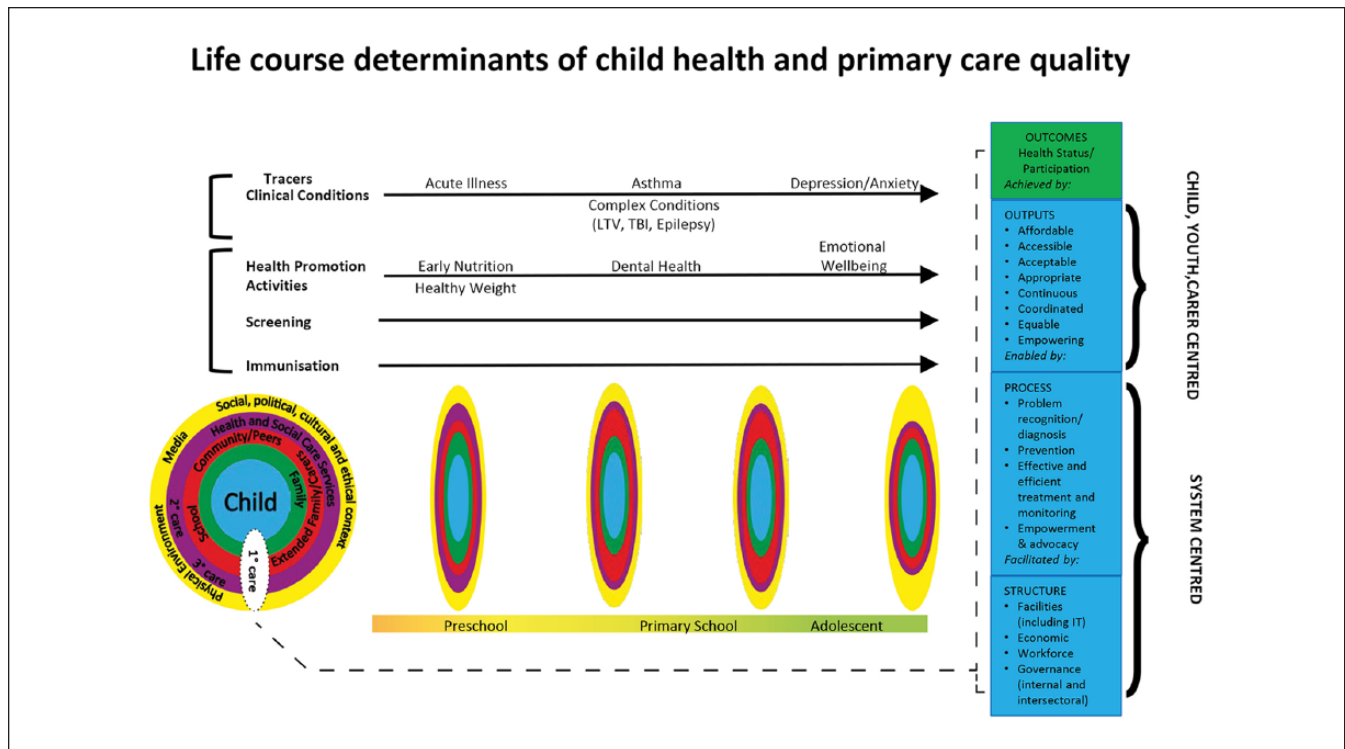 Life course determinants of child health and primary care quality
Tracers
Clinical Conditions
Acute Illness
Asthma
Depression/Anxiety
Complex Conditions
(LTV, TBI, Epilepsy)
Health Promotion
Activities
Early Nutrition
Healthy Weight
Dental Health
Emotional
Wellbeing
Screening
Immunisation
Social, political, cultural and ethical context
Media
Physical Environment
Health and Social Care Services
2° care
3° care
Community/Peers
School
Extended Family/Carers
Family
Child
1° care
Preschool
Primary School
Adolescent
OUTCOMES
Health Status/
Participation
Achieved by:
OUTPUTS
• Affordable
• Accessible
• Acceptable
• Appropriate
• Continuous
• Coordinated
• Equable
• Empowering
Enabled by:
PROCESS
• Problem
recognition/
diagnosis
• Prevention
• Effective and
efficient
treatment and
monitoring
• Empowerment
& advocacy
Facilitated by:
STRUCTURE
• Facilities
(including IT)
• Economic
• Workforce
• Governance
(internal and
intersectoral)
CHILD, YOUTH,CARER CENTRED
SYSTEM CENTRED